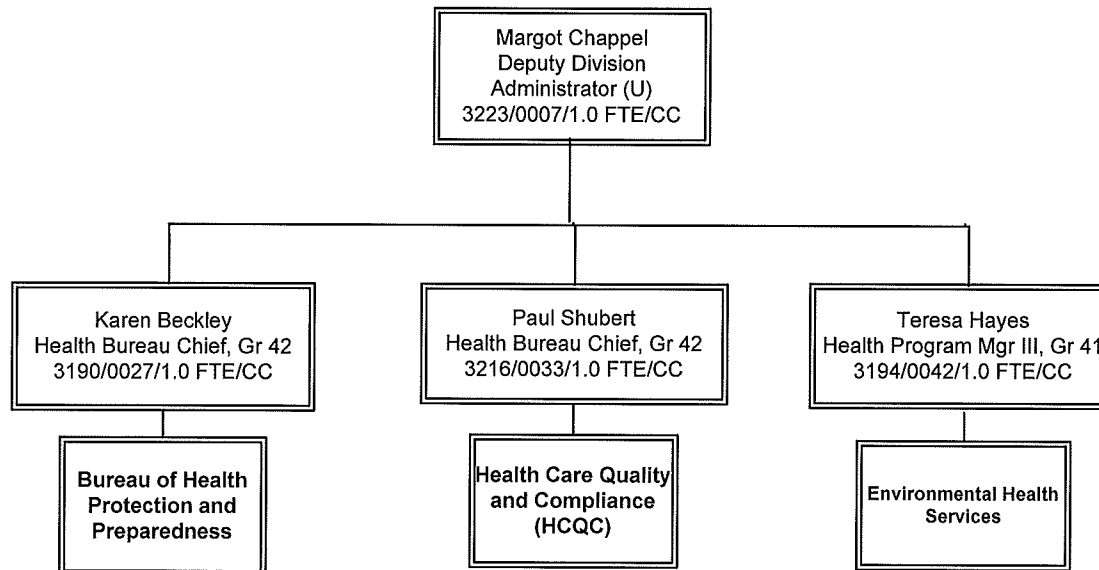 Margot Chappel
Deputy Division
Administrator (U)
3223/0007/1.0 FTE/CC
Karen Beckley
Health Bureau Chief, Gr 42
3190/0027/1.0 FTE/CC
Paul Shubert
Health Bureau Chief, Gr 42
3216/0033/1.0 FTE/CC
Teresa Hayes
Health Program Mgr III, Gr 41
3194/0042/1.0 FTE/CC
Bureau of Health
Protection and
Preparedness
Health Care Quality
and Compliance
(HCQC)
Environmental Health
Services